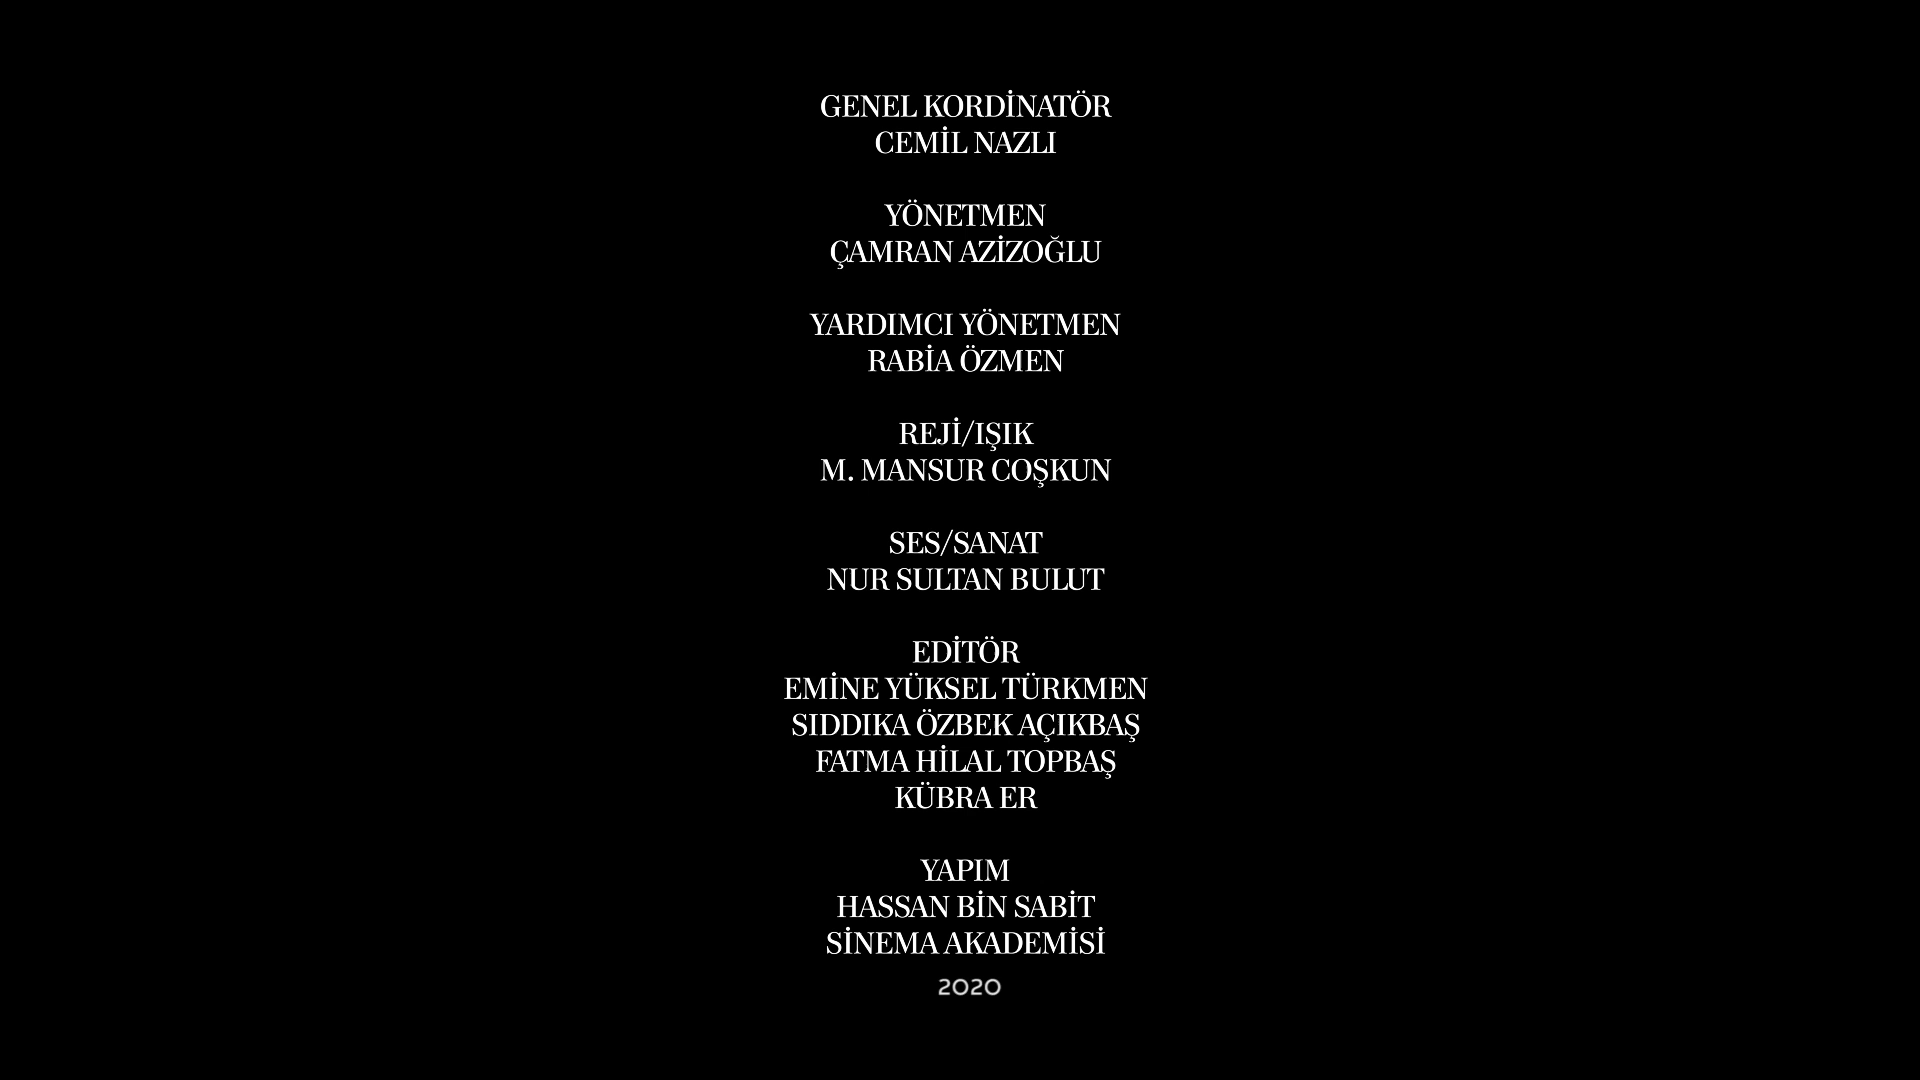 GENEL KORDİNATÖR
CEMİL NAZLI
YÖNETMEN
ÇAMRAN AZİZOĞLU
YARDIMCI YÖNETMEN
RABİA ÖZMEN
REJİ/IŞIK
M. MANSUR COŞKUN
SES/SANAT
NUR SULTAN BULUT
EDİTÖR
EMİNE YÜKSEL TÜRKMEN
SIDDIKA ÖZBEK AÇIKBAŞ
FATMA HİLAL TOPBAŞ
KÜBRA ER
YAPIM
HASSAN BİN SABİT
SİNEMA AKADEMİSİ
2020